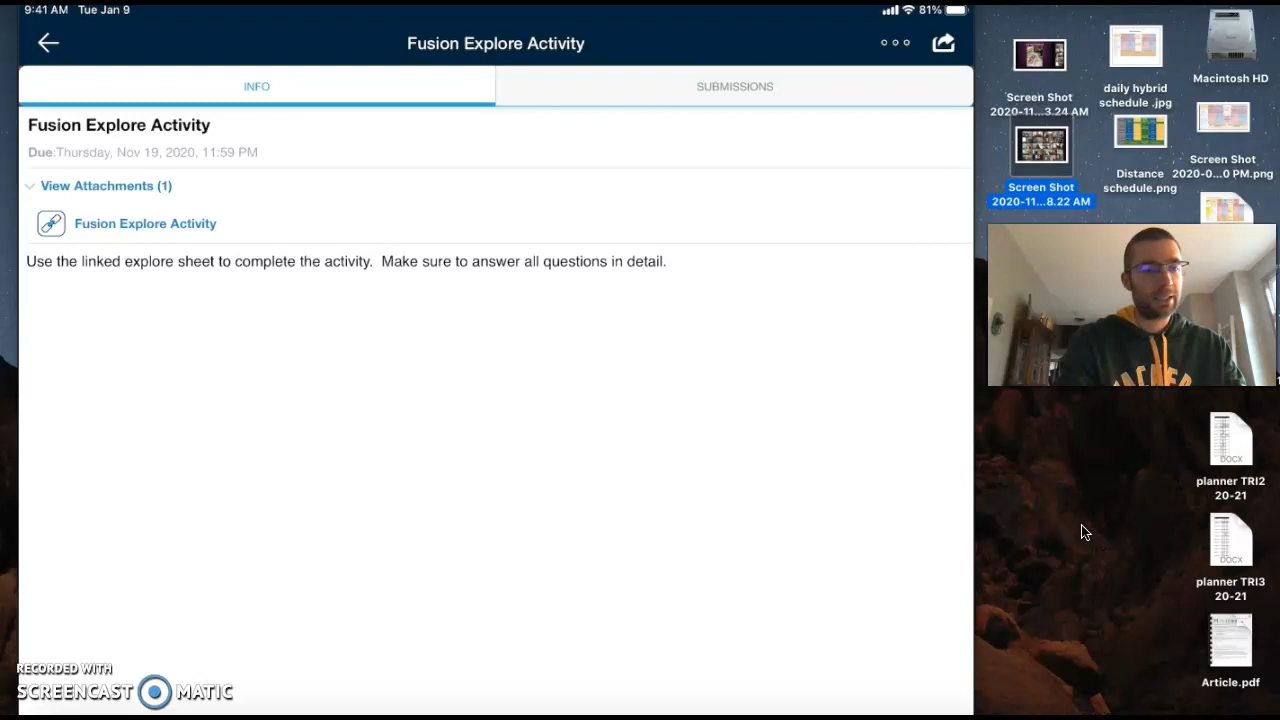 9:41 AM Tue Jan 9
81%
Fusion Explore Activity
INFO
SUBMISSIONS
Fusion Explore Activity
Due:Thursday, Nov 19, 2020, 11:59 PM
View Attachments (1)
Fusion Explore Activity
Use the linked explore sheet to complete the activity.  Make sure to answer all questions in detail.
RECORDED WITH
SCREENCAST MATIC
Screen Shot
2020-11...3.24 AM
daily hybrid
schedule .jpg
Macintosh HD
Screen Shot
2020-11...8.22 AM
Distance
schedule.png
Screen Shot
2020-0...0 PM.png
DOCX
planner TRI2
20-21
DOCX
planner TRI3
20-21
Article.pdf